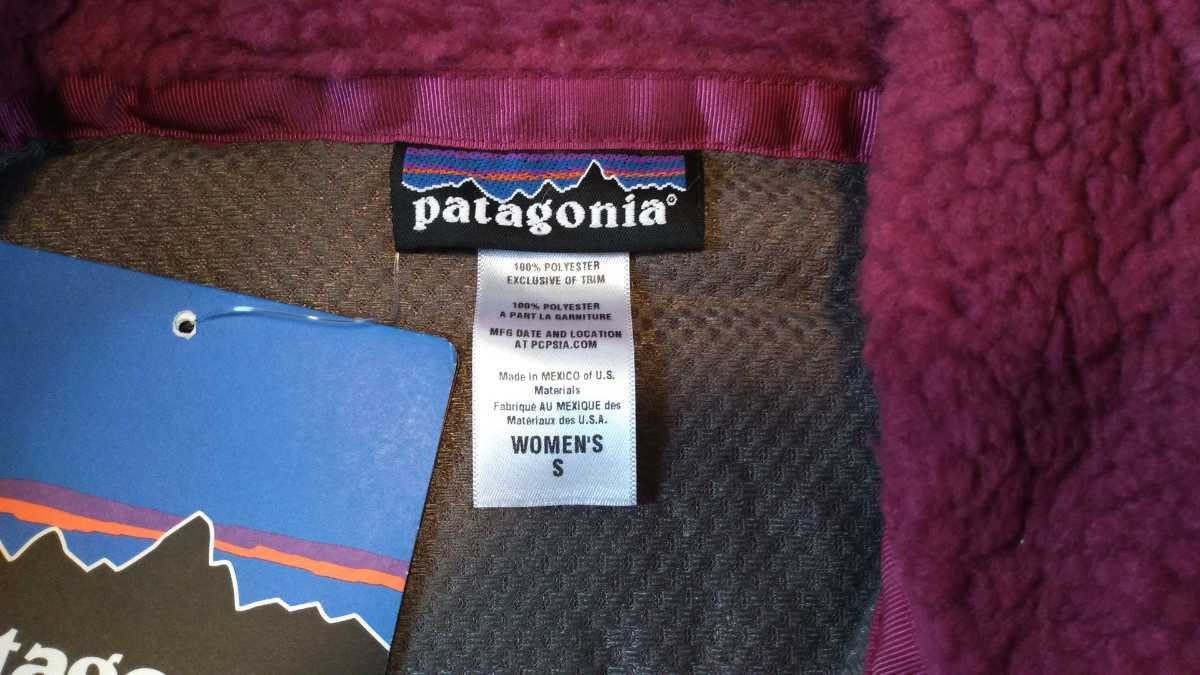 patagonia®
100% POLYESTER
EXCLUSIVE OF TRIM
100% POLYESTER
A PART LA GARNITURE
MFG DATE AND LOCATION
AT PCPSIA.COM
Made in MEXICO of U.S.
Materials
Fabriqué AU MEXIQUE des
Matériaux des U.S.A.
WOMEN'S
S
tago